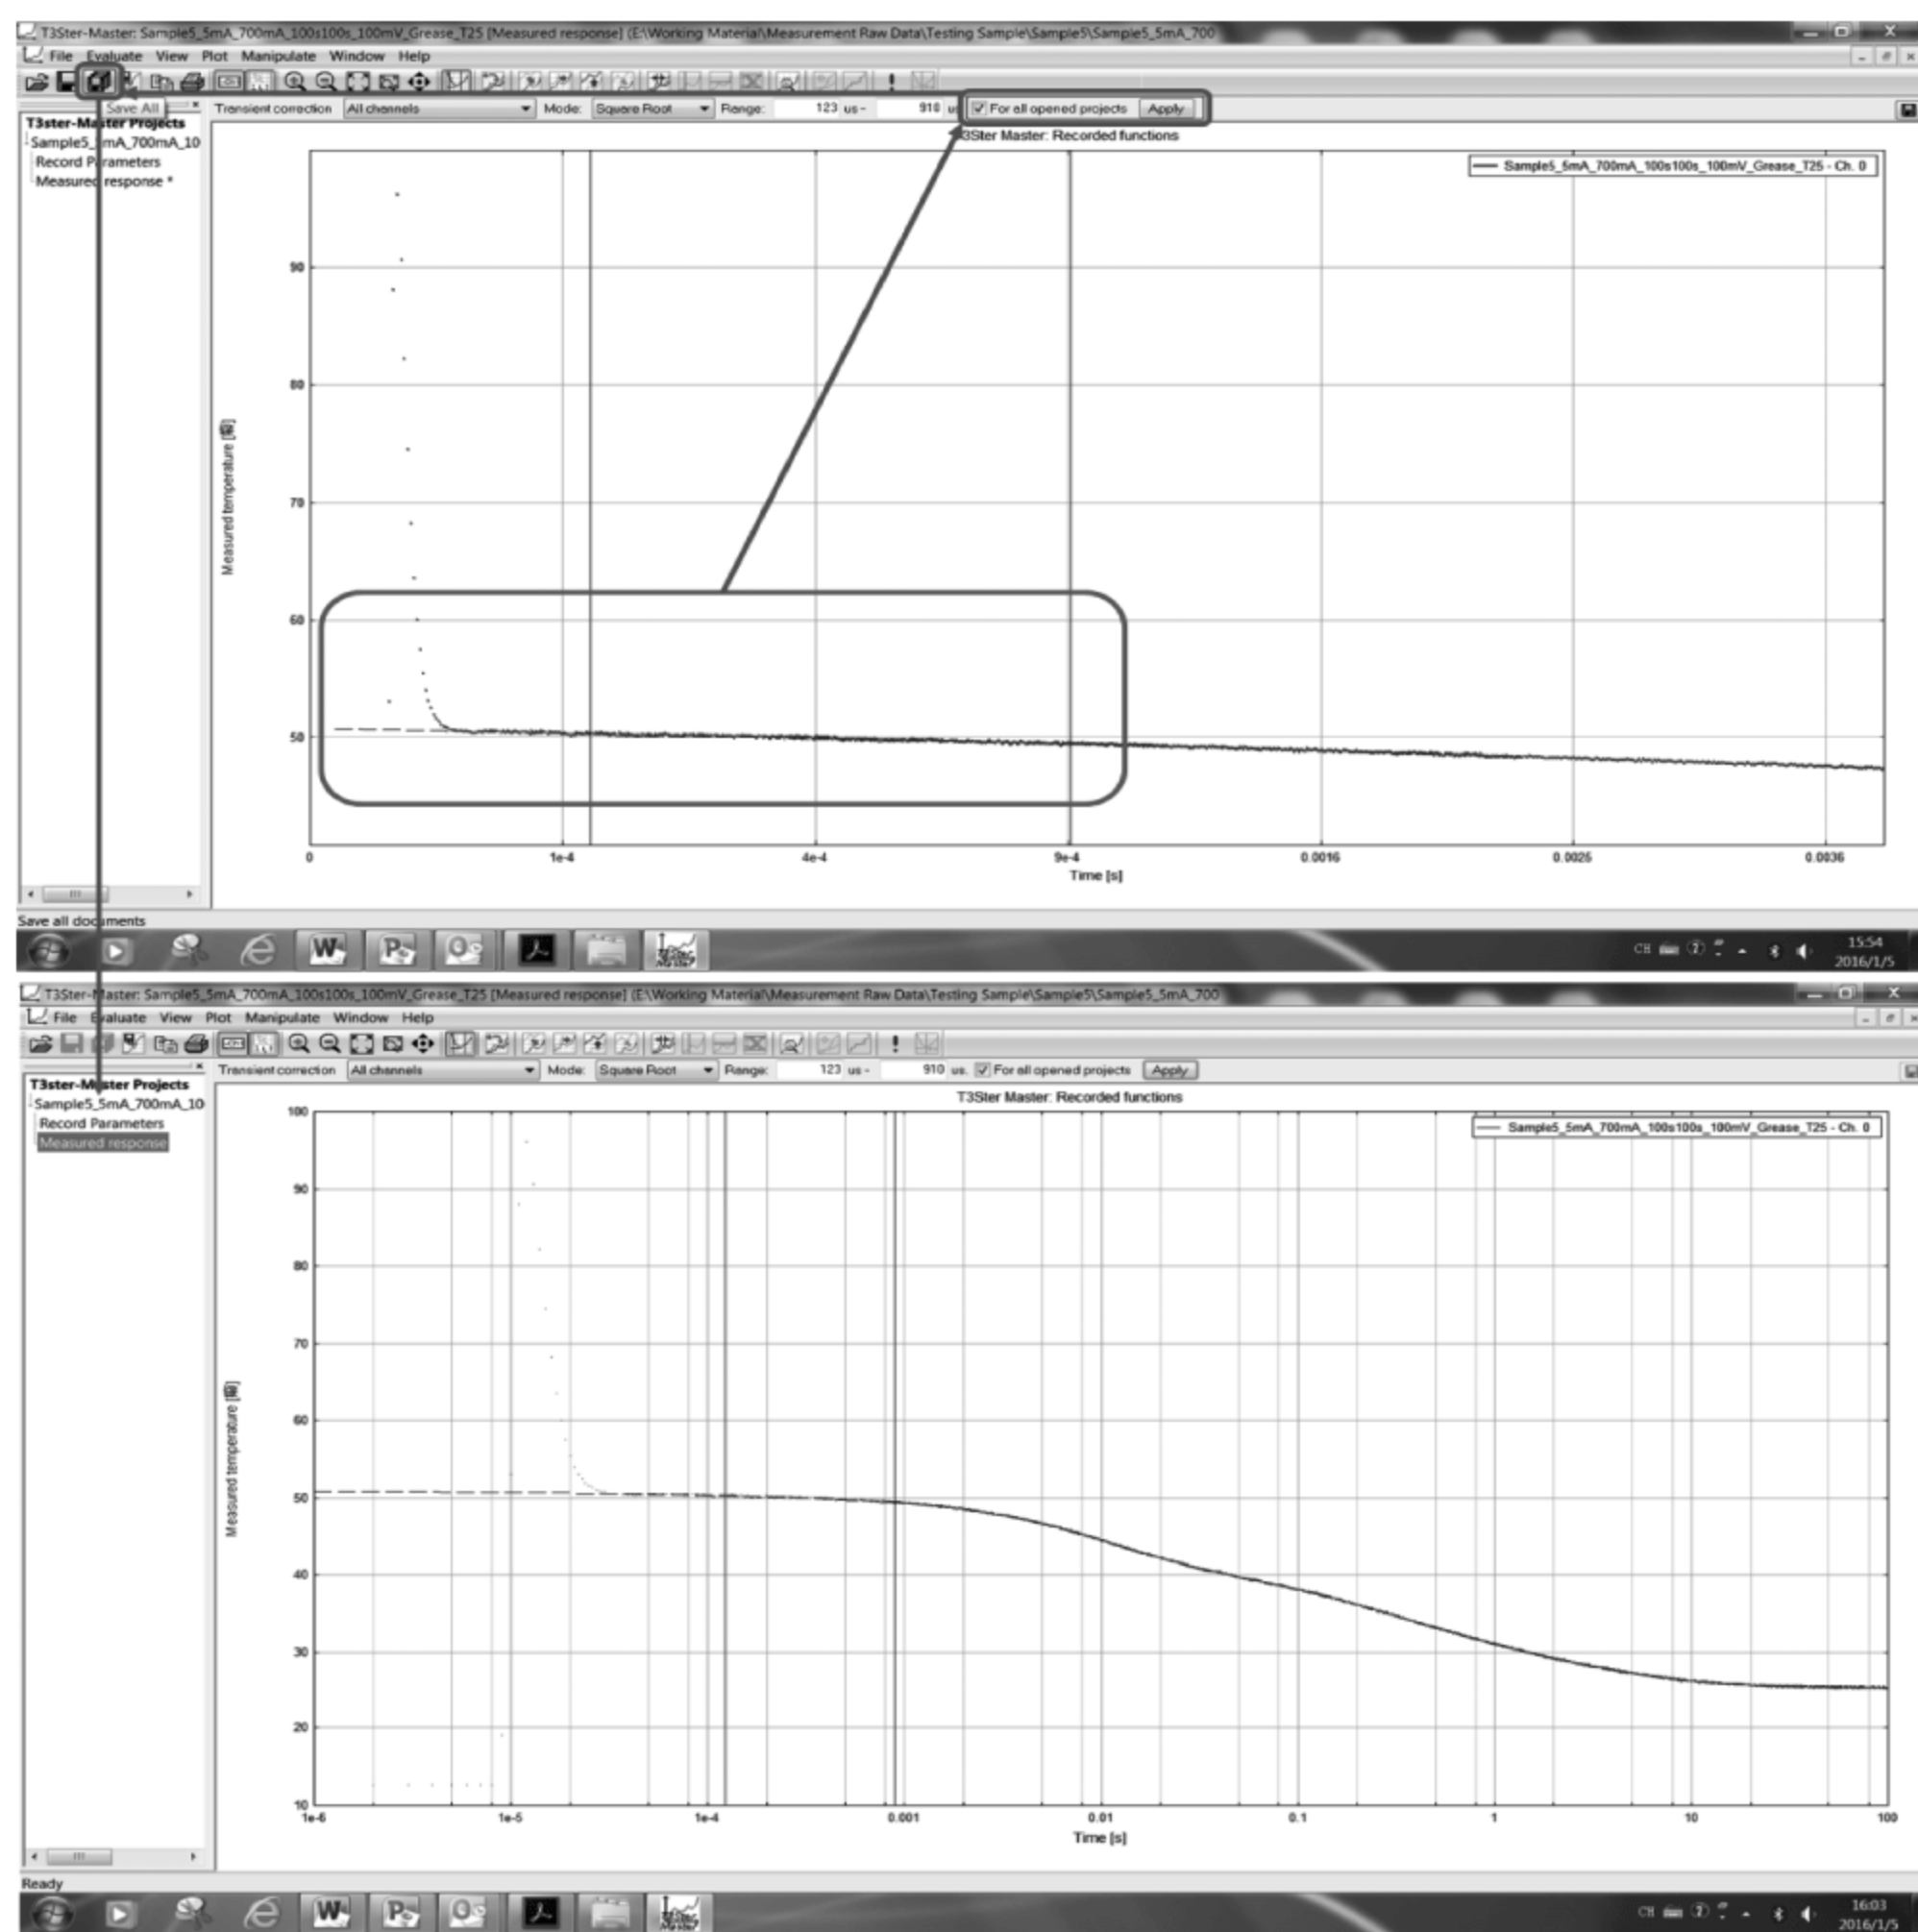 T3Ster-Master: Sample5_5mA_700mA_100s100s_100mV_Grease_T25 [Measured response] (E:\Working Material\Measurement Raw Data\Testing Sample\Sample5\Sample5_5mA_700
File Evaluate View Plot Manipulate Window Help
Save All
Transient correction All channels Mode: Square Root Range: 123 us - 910 us For all opened projects Apply
T3ster-Master Projects
Sample5_5mA_700mA_10
Record Parameters
Measured response *
T3Ster Master: Recorded functions
Sample5_5mA_700mA_100s100s_100mV_Grease_T25 - Ch. 0
90
80
70
60
50
Measured temperature
0 1e-4 4e-4 9e-4 0.0016 0.0025 0.0036
Time [s]
Save all documents
CH
15:54
2016/1/5
T3Ster-Master: Sample5_5mA_700mA_100s100s_100mV_Grease_T25 [Measured response] (E:\Working Material\Measurement Raw Data\Testing Sample\Sample5\Sample5_5mA_700
File Evaluate View Plot Manipulate Window Help
Transient correction All channels Mode: Square Root Range: 123 us - 910 us. For all opened projects Apply
T3ster-Master Projects
Sample5_5mA_700mA_10
Record Parameters
Measured response
T3Ster Master: Recorded functions
Sample5_5mA_700mA_100s100s_100mV_Grease_T25 - Ch. 0
100
90
80
70
60
50
40
30
20
10
Measured temperature
1e-6 1e-5 1e-4 0.001 0.01 0.1 1 10 100
Time [s]
Ready
CH
16:03
2016/1/5